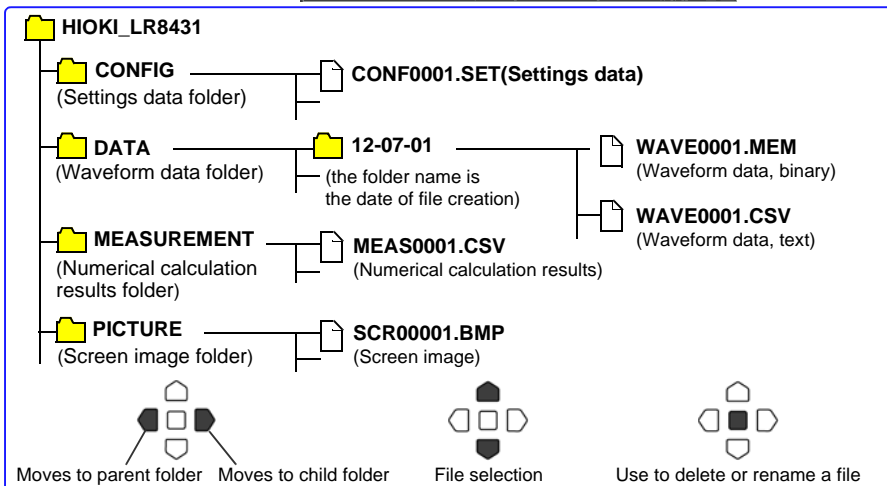 HIOKI_LR8431
CONFIG
(Settings data folder)
CONF0001.SET(Settings data)
DATA
(Waveform data folder)
12-07-01
(the folder name is
the date of file creation)
WAVE0001.MEM
(Waveform data, binary)
WAVE0001.CSV
(Waveform data, text)
MEASUREMENT
(Numerical calculation
results folder)
MEAS0001.CSV
(Numerical calculation results)
PICTURE
(Screen image folder)
SCR00001.BMP
(Screen image)
Moves to parent folder
Moves to child folder
File selection
Use to delete or rename a file